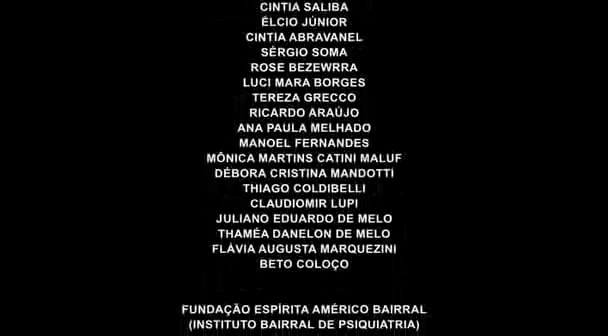 CINTIA SALIBA
ÉLCIO JÚNIOR
CINTIA ABRAVANEL
SÉRGIO SOMA
ROSE BEZEWRRA
LUCI MARA BORGES
TEREZA GRECCO
RICARDO ARAÚJO
ANA PAULA MELHADO
MANOEL FERNANDES
MÔNICA MARTINS CATINI MALUF
DÉBORA CRISTINA MANDOTTI
THIAGO COLDIBELLI
CLAUDIOMIR LUPI
JULIANO EDUARDO DE MELO
THAMÉA DANELON DE MELO
FLÁVIA AUGUSTA MARQUEZINI
BETO COLOÇO
FUNDAÇÃO ESPÍRITA AMÉRICO BAIRRAL
(INSTITUTO BAIRRAL DE PSIQUIATRIA)